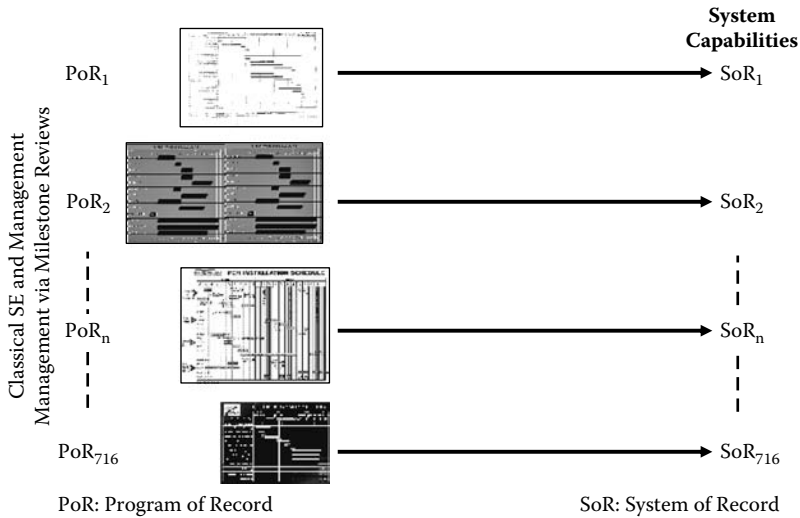 System
Capabilities
Classical SE and Management
Management via Milestone Reviews
PoR₁
SoR₁
PoR₂
SoR₂
INSTALLATION SCHEDULE
PoRₙ
SoRₙ
PoR₇₁₆
SoR₇₁₆
PoR: Program of Record
SoR: System of Record